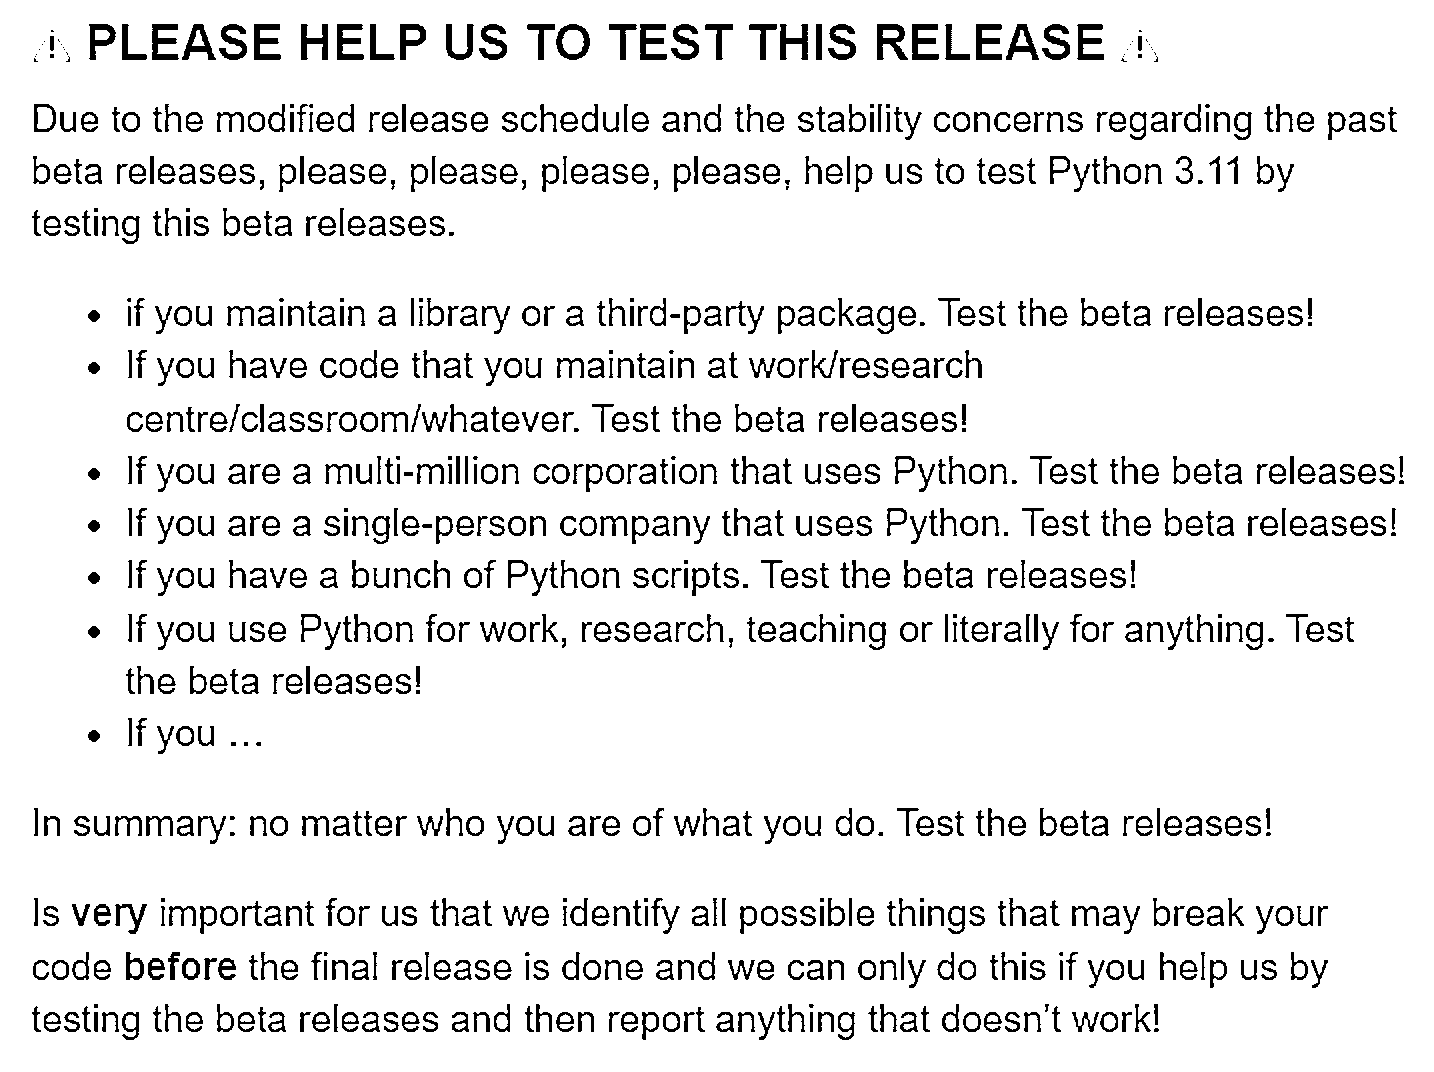 ⚠ PLEASE HELP US TO TEST THIS RELEASE ⚠
Due to the modified release schedule and the stability concerns regarding the past
beta releases, please, please, please, please, help us to test Python 3.11 by
testing this beta releases.
• if you maintain a library or a third-party package. Test the beta releases!
• If you have code that you maintain at work/research
centre/classroom/whatever. Test the beta releases!
• If you are a multi-million corporation that uses Python. Test the beta releases!
• If you are a single-person company that uses Python. Test the beta releases!
• If you have a bunch of Python scripts. Test the beta releases!
• If you use Python for work, research, teaching or literally for anything. Test
the beta releases!
• If you …
In summary: no matter who you are of what you do. Test the beta releases!
Is very important for us that we identify all possible things that may break your
code before the final release is done and we can only do this if you help us by
testing the beta releases and then report anything that doesn’t work!